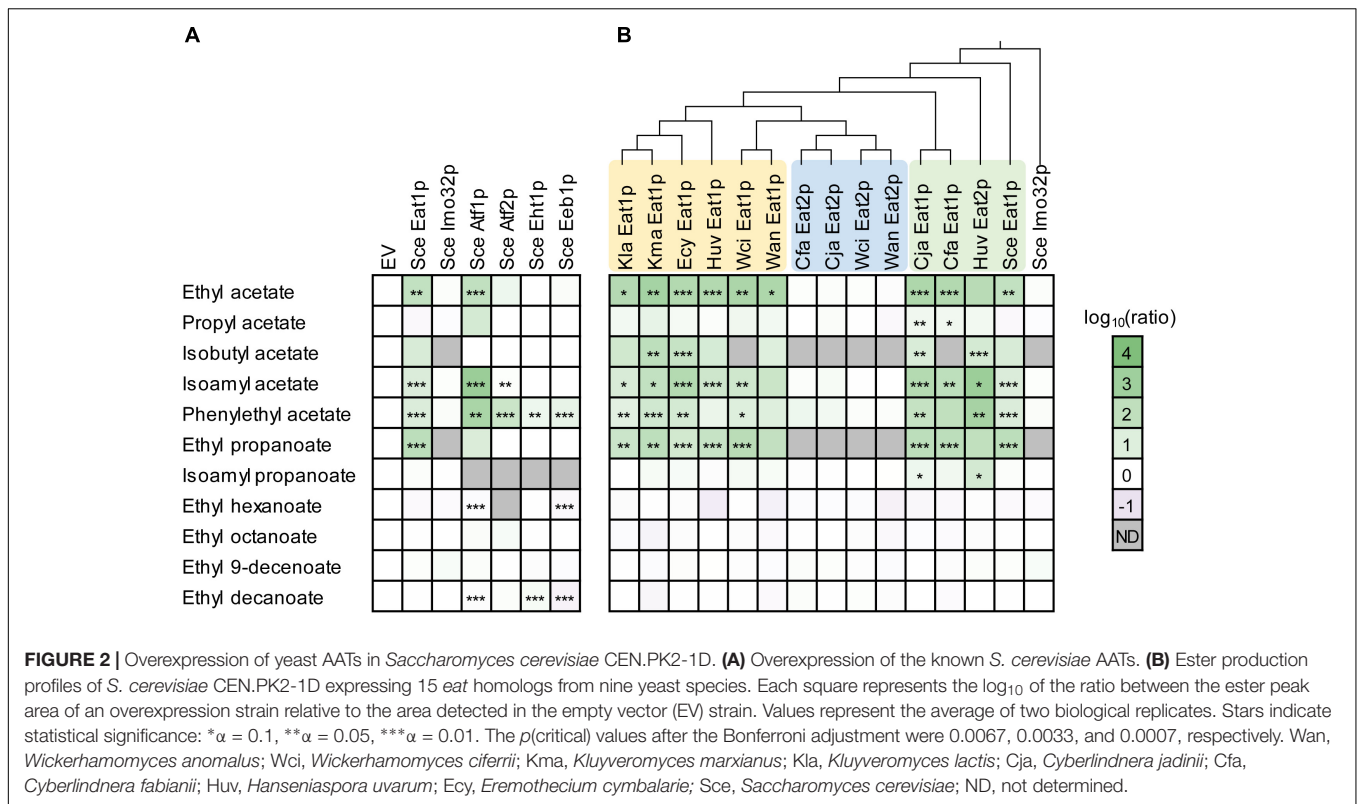 A
B
EV
Sce Eat1p
Sce Imo32p
Sce Atf1p
Sce Atf2p
Sce Eht1p
Sce Eeb1p
Kla Eat1p
Kma Eat1p
Ecy Eat1p
Huv Eat1p
Wci Eat1p
Wan Eat1p
Cfa Eat2p
Cja Eat2p
Wci Eat2p
Wan Eat2p
Cja Eat1p
Cfa Eat1p
Huv Eat2p
Sce Eat1p
Sce Imo32p
Ethyl acetate ** *** * ** *** *** ** * *** *** **
Propyl acetate ** *
Isobutyl acetate ** *** ** ***
Isoamyl acetate *** *** ** * * *** *** ** *** ** * ***
Phenylethyl acetate *** ** *** ** *** ** *** ** * ** ** ***
Ethyl propanoate *** ** ** *** *** *** *** *** ***
Isoamyl propanoate * *
Ethyl hexanoate *** ***
Ethyl octanoate
Ethyl 9-decenoate
Ethyl decanoate *** *** ***
log10(ratio)
4
3
2
1
0
-1
ND
FIGURE 2 | Overexpression of yeast AATs in Saccharomyces cerevisiae CEN.PK2-1D. (A) Overexpression of the known S. cerevisiae AATs. (B) Ester production
profiles of S. cerevisiae CEN.PK2-1D expressing 15 eat homologs from nine yeast species. Each square represents the log10 of the ratio between the ester peak
area of an overexpression strain relative to the area detected in the empty vector (EV) strain. Values represent the average of two biological replicates. Stars indicate
statistical significance: *α = 0.1, **α = 0.05, ***α = 0.01. The p(critical) values after the Bonferroni adjustment were 0.0067, 0.0033, and 0.0007, respectively. Wan,
Wickerhamomyces anomalus; Wci, Wickerhamomyces ciferrii; Kma, Kluyveromyces marxianus; Kla, Kluyveromyces lactis; Cja, Cyberlindnera jadinii; Cfa,
Cyberlindnera fabianii; Huv, Hanseniaspora uvarum; Ecy, Eremothecium cymbalarie; Sce, Saccharomyces cerevisiae; ND, not determined.